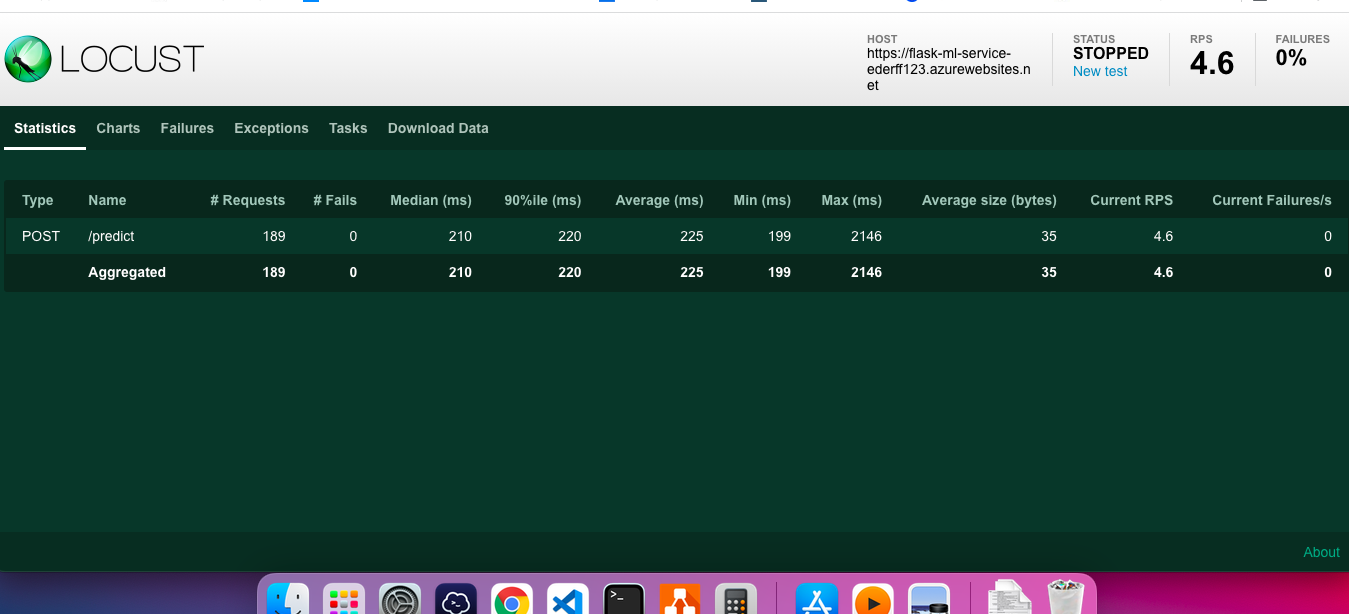 LOCUST
HOST
https://flask-ml-service-
ederff123.azurewebsites.n
et
STATUS
STOPPED
New test
RPS
4.6
FAILURES
0%
Statistics Charts Failures Exceptions Tasks Download Data
Type Name # Requests # Fails Median (ms) 90%ile (ms) Average (ms) Min (ms) Max (ms) Average size (bytes) Current RPS Current Failures/s
POST /predict 189 0 210 220 225 199 2146 35 4.6 0
Aggregated 189 0 210 220 225 199 2146 35 4.6 0
About